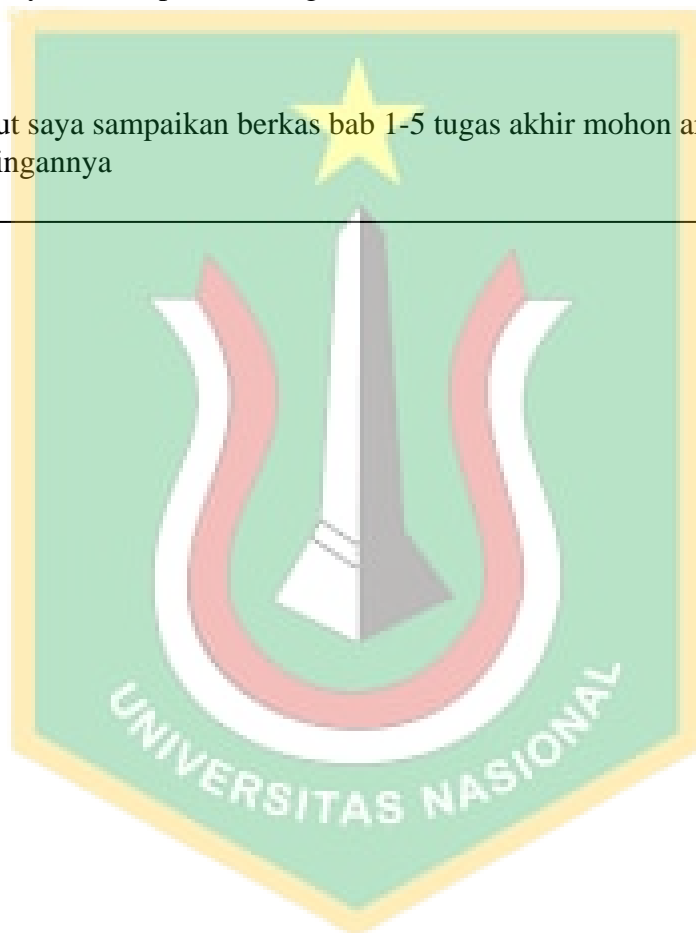 ut saya sampaikan berkas bab 1-5 tugas akhir mohon a
ingannya
UNIVERSITAS NASIONAL